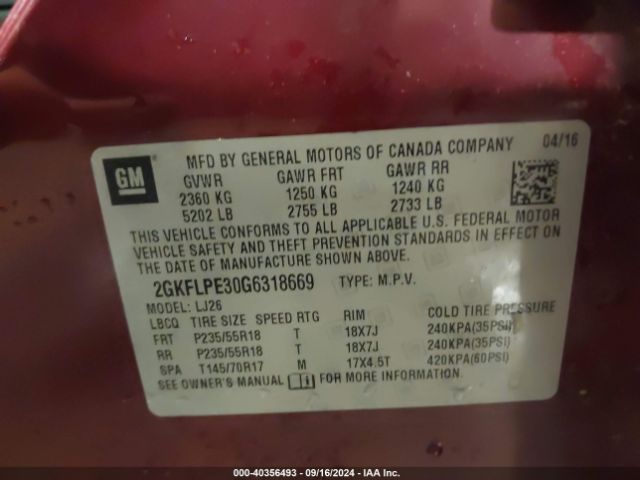 GM
MFD BY GENERAL MOTORS OF CANADA COMPANY 04/16
GVWR GAWR FRT GAWR RR
2360 KG 1250 KG 1240 KG
5202 LB 2755 LB 2733 LB
THIS VEHICLE CONFORMS TO ALL APPLICABLE U.S. FEDERAL MOTOR
VEHICLE SAFETY AND THEFT PREVENTION STANDARDS IN EFFECT ON
THE DATE OF MANUFACTURE SHOWN ABOVE.
2GKFLPE30G6318669 TYPE: M.P.V.
MODEL: LJ26
LBCQ TIRE SIZE SPEED RTG RIM COLD TIRE PRESSURE
FRT P235/55R18 T 18X7J 240KPA(35PSI)
RR P235/55R18 T 18X7J 240KPA(35PSI)
SPA T145/70R17 M 17X4.5T 420KPA(60PSI)
SEE OWNER'S MANUAL FOR MORE INFORMATION.
000-40356493 - 09/16/2024 - IAA Inc.